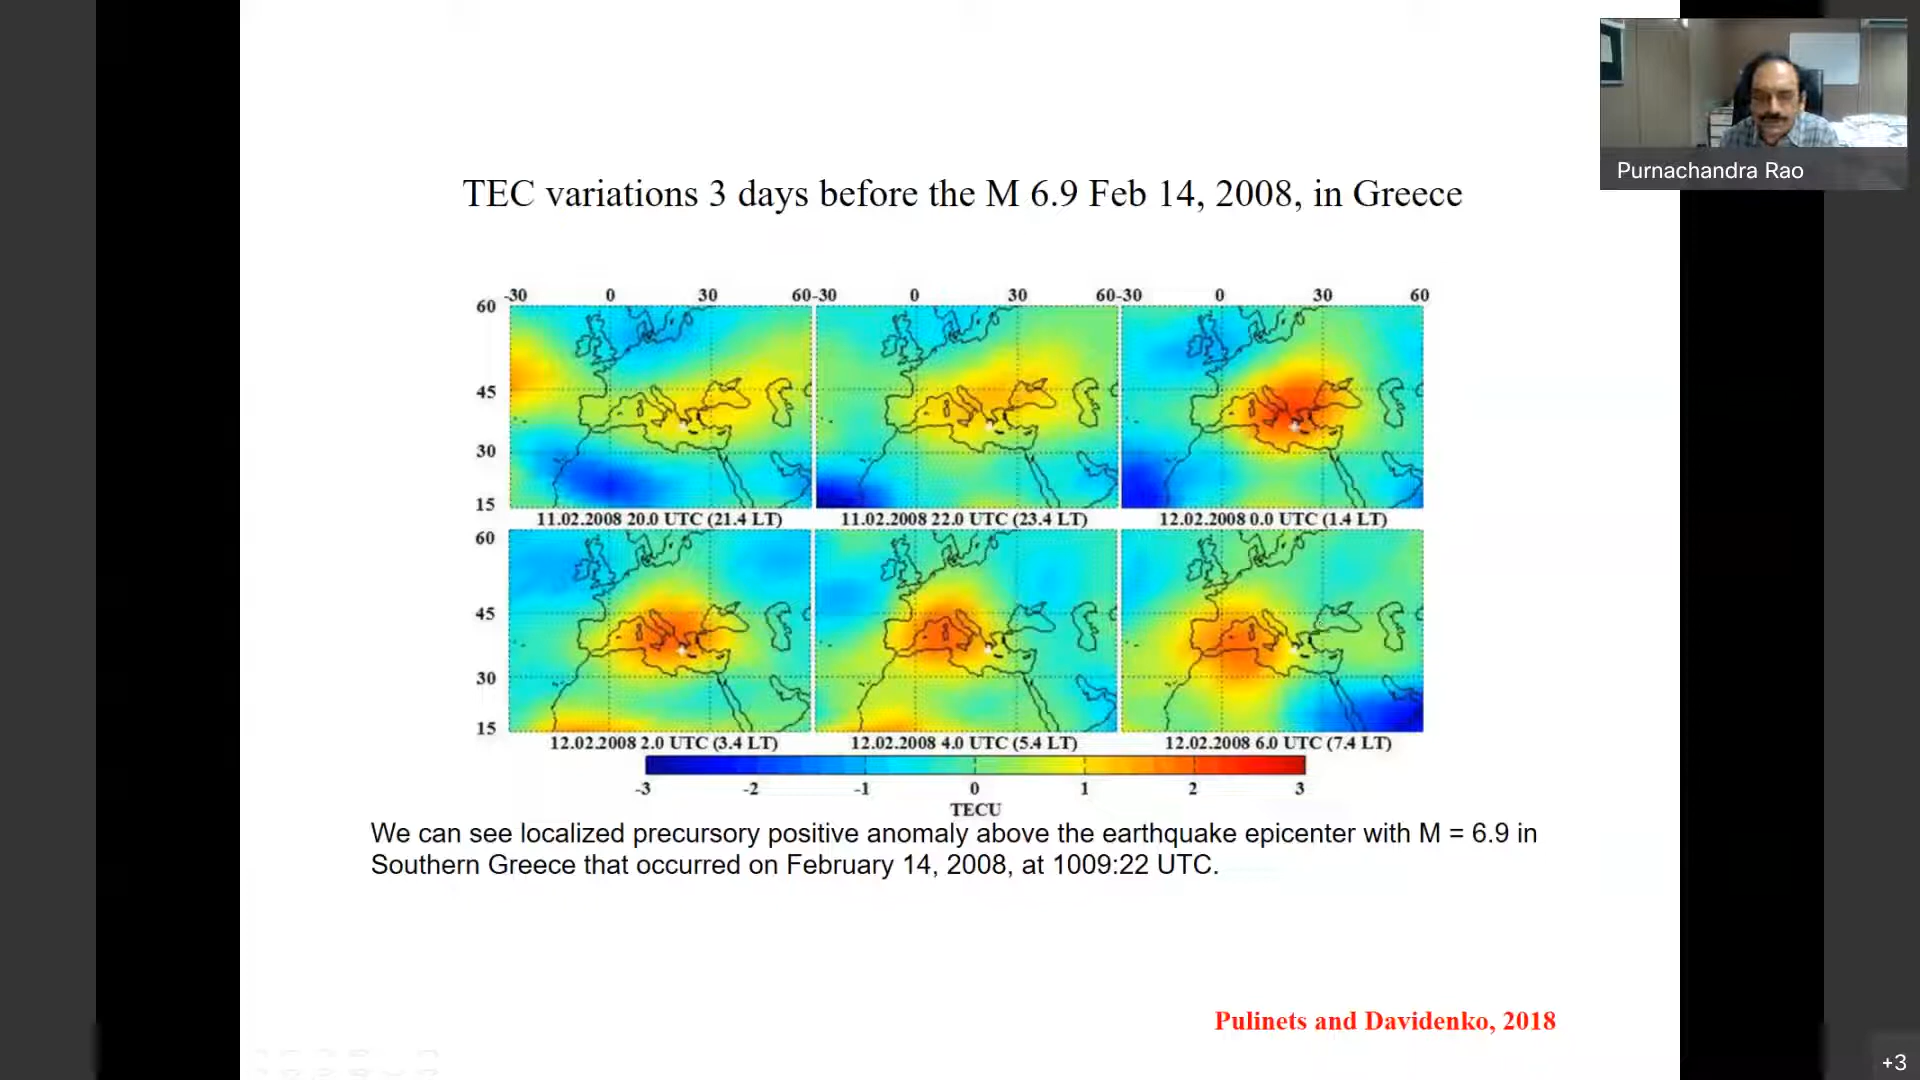 Purnachandra Rao
TEC variations 3 days before the M 6.9 Feb 14, 2008, in Greece
-30 0 30 60-30 0 30 60-30 0 30 60
60
45
30
15
11.02.2008 20.0 UTC (21.4 LT) 11.02.2008 22.0 UTC (23.4 LT) 12.02.2008 0.0 UTC (1.4 LT)
60
45
30
15
12.02.2008 2.0 UTC (3.4 LT) 12.02.2008 4.0 UTC (5.4 LT) 12.02.2008 6.0 UTC (7.4 LT)
-3 -2 -1 0 1 2 3
TECU
We can see localized precursory positive anomaly above the earthquake epicenter with M = 6.9 in
Southern Greece that occurred on February 14, 2008, at 1009:22 UTC.
Pulinets and Davidenko, 2018
+3